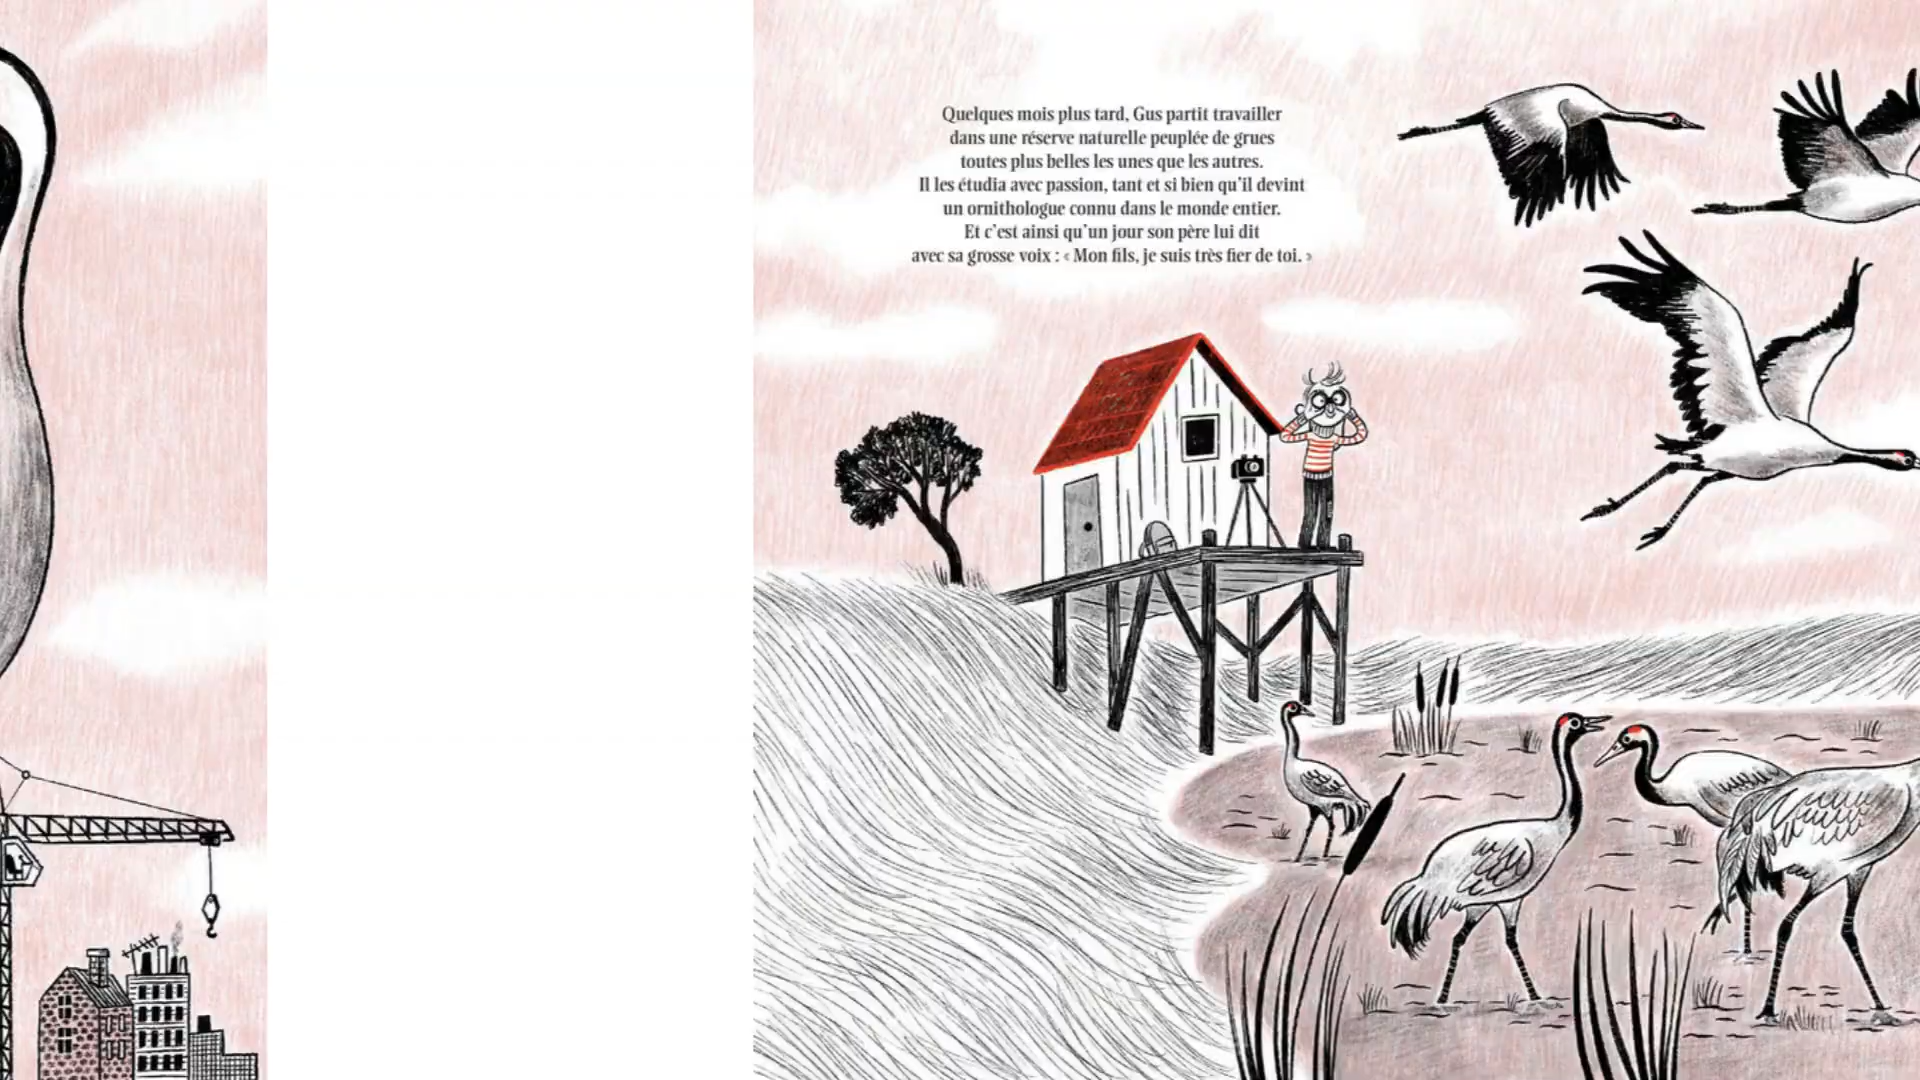 Quelques mois plus tard, Gus partit travailler
dans une réserve naturelle peuplée de grues
toutes plus belles les unes que les autres.
Il les étudia avec passion, tant et si bien qu'il devint
un ornithologue connu dans le monde entier.
Et c'est ainsi qu'un jour son père lui dit
avec sa grosse voix : « Mon fils, je suis très fier de toi. »